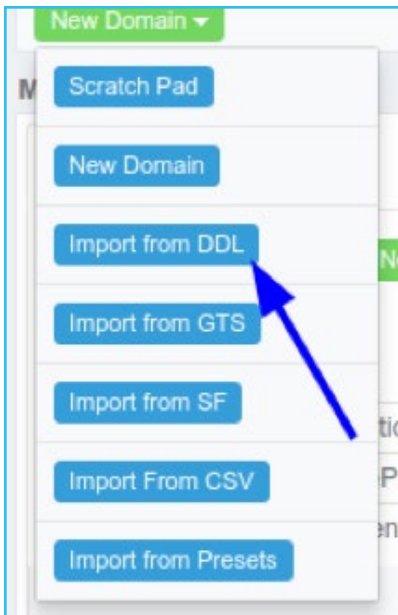 New Domain
M
Scratch Pad
New Domain
Import from DDL
Import from GTS
Import from SF
Import From CSV
Import from Presets